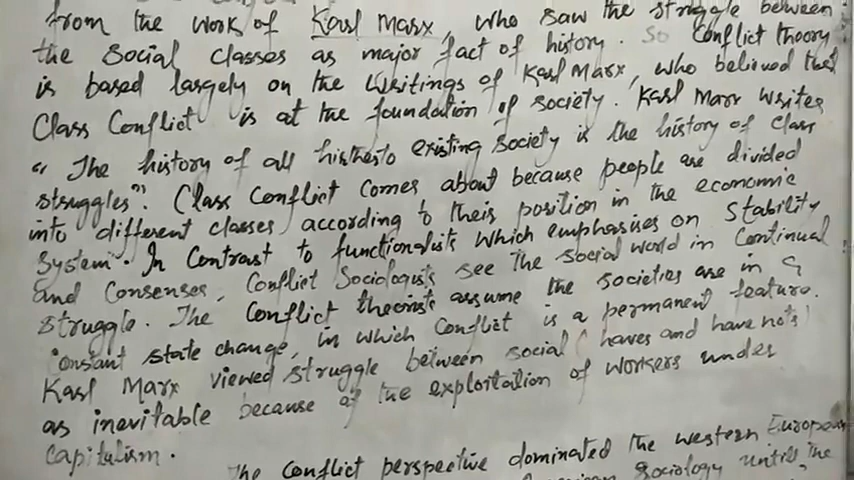 from the work of Karl Marx, who saw the struggle between
the social classes as major fact of history. So Conflict theory
is based largely on the writings of Karl Marx, who believed that
Class Conflict is at the foundation of society. Karl Marx writes
"The history of all hitherto existing society is the history of class
struggles". Class conflict comes about because people are divided
into different classes according to their position in the economic
system. In Contrast to functionalists which emphasises on Stability
and Consenses, Conflict Sociologists see the social world in Continual
struggle. The Conflict theorists assume the societies are in a
constant state change, in which Conflict is a permanent feature.
Karl Marx viewed struggle between social (haves and have nots)
as inevitable because of the exploitation of workers under
Capitalism.
The conflict perspective dominated the western European
sociology until the